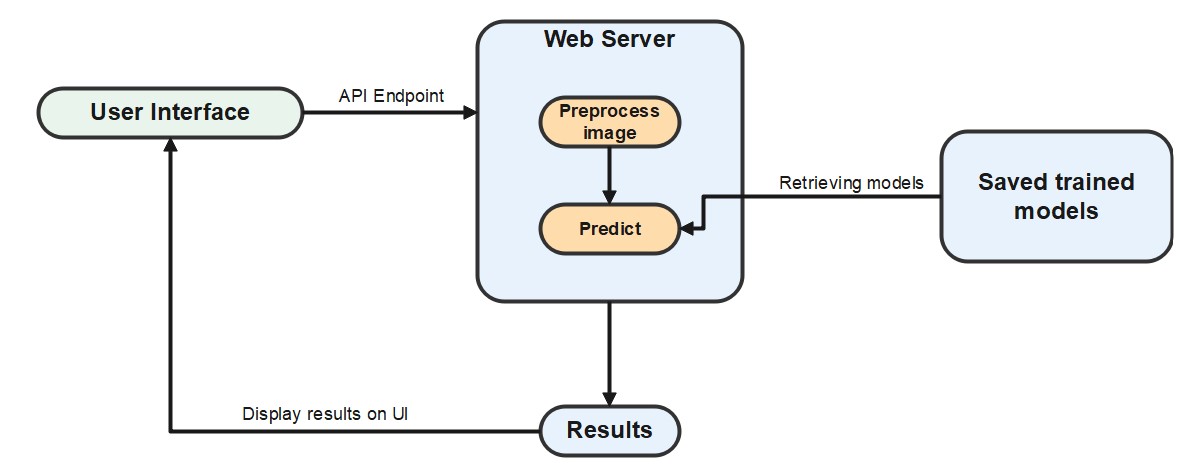 Web Server
User Interface
API Endpoint
Preprocess
image
Predict
Retrieving models
Saved trained
models
Display results on UI
Results